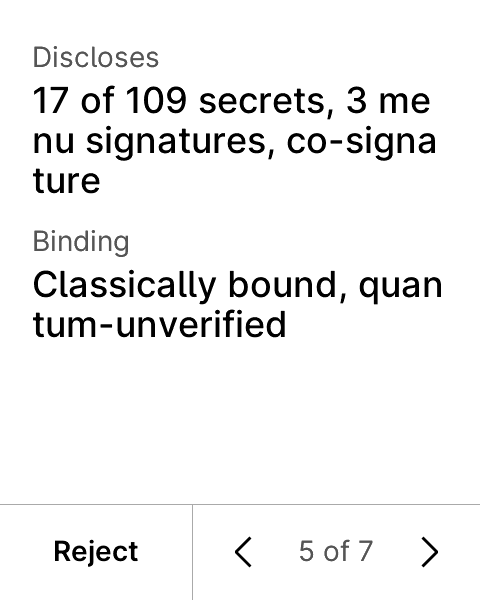 Discloses
17 of 109 secrets, 3 me
nu signatures, co-signa
ture
Binding
Classically bound, quan
tum-unverified
Reject
5 of 7